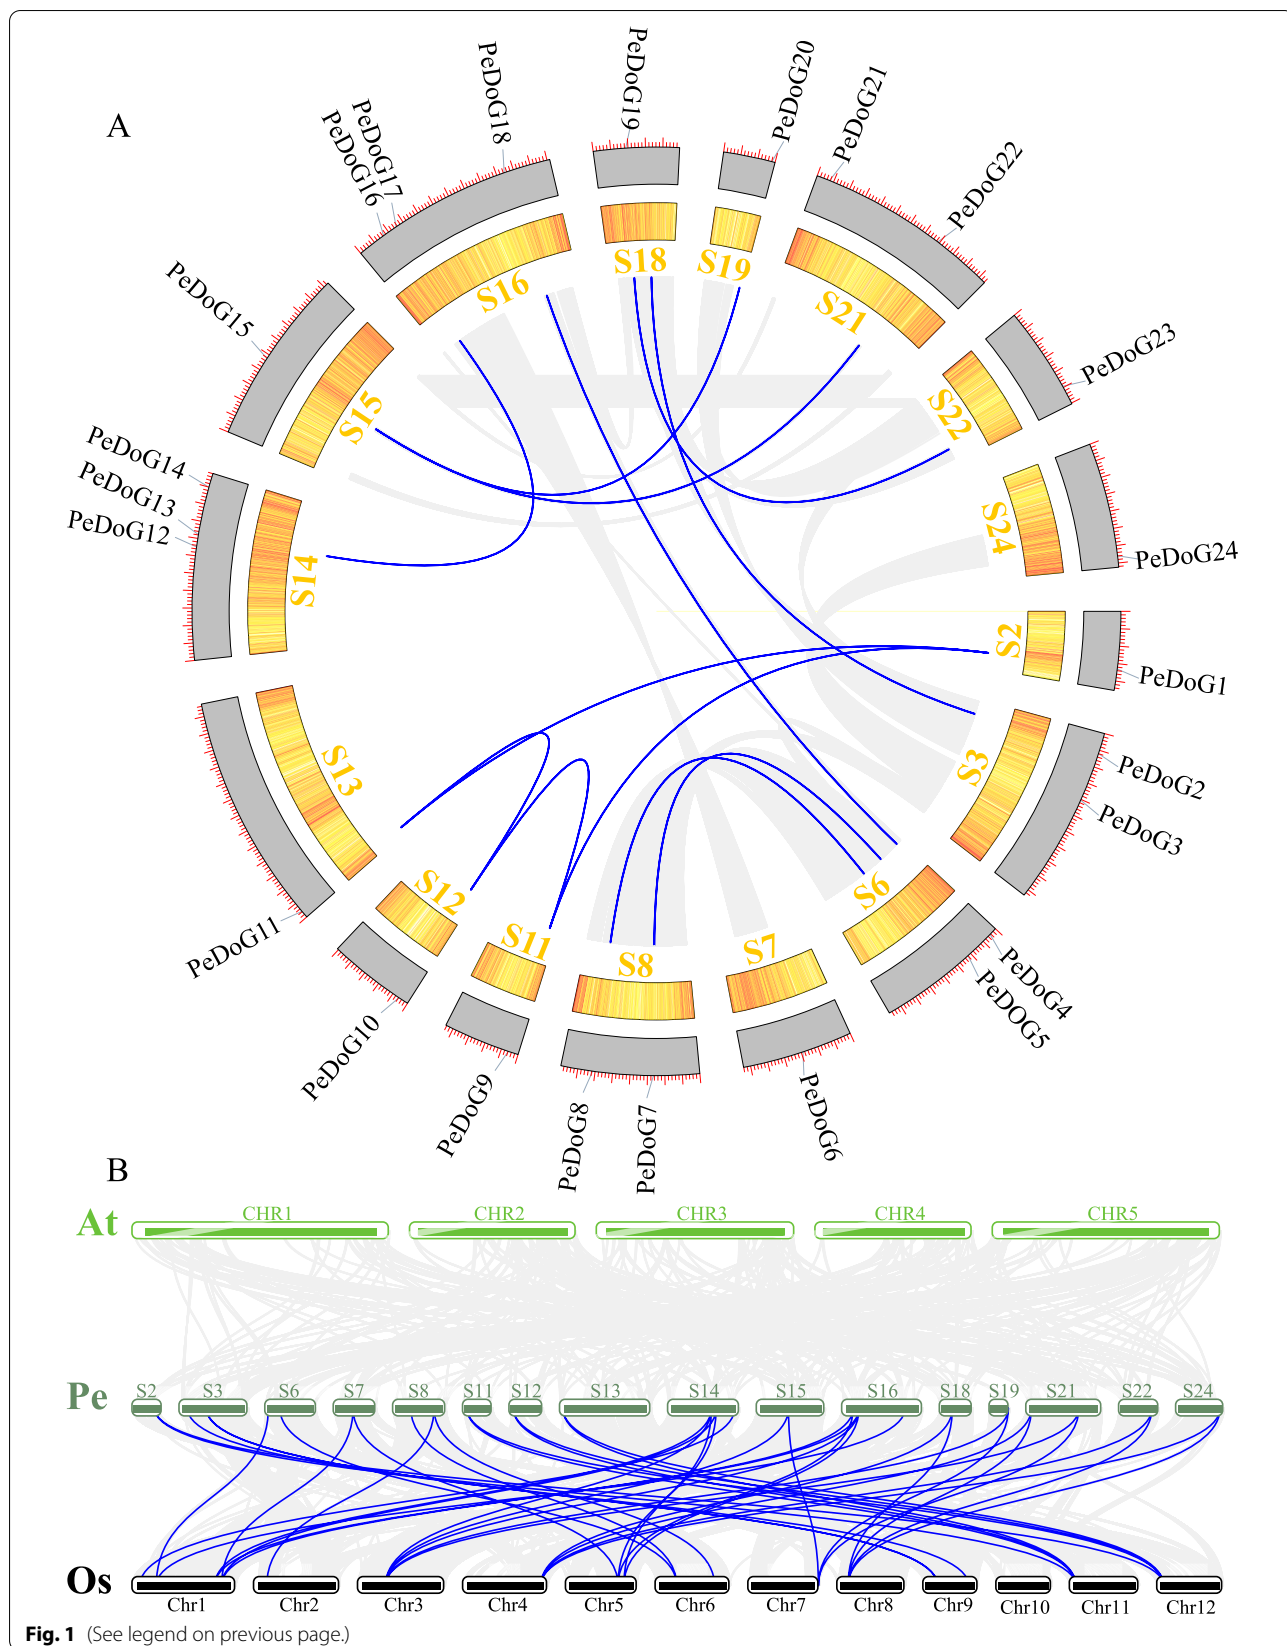 A
PeDoG16
PeDoG17
PeDoG18
PeDoG19
PeDoG20
PeDoG21
PeDoG22
PeDoG23
PeDoG24
PeDoG1
PeDoG2
PeDoG3
PeDoG4
PeDOG5
PeDoG6
PeDoG7
PeDoG8
PeDoG9
PeDoG10
PeDoG11
PeDoG12
PeDoG13
PeDoG14
PeDoG15
S16
S18
S19
S21
S22
S24
S2
S3
S6
S7
S8
S11
S12
S13
S14
S15
B
At CHR1 CHR2 CHR3 CHR4 CHR5
Pe S2 S3 S6 S7 S8 S11 S12 S13 S14 S15 S16 S18 S19 S21 S22 S24
Os
Chr1 Chr2 Chr3 Chr4 Chr5 Chr6 Chr7 Chr8 Chr9 Chr10 Chr11 Chr12
Fig. 1 (See legend on previous page.)